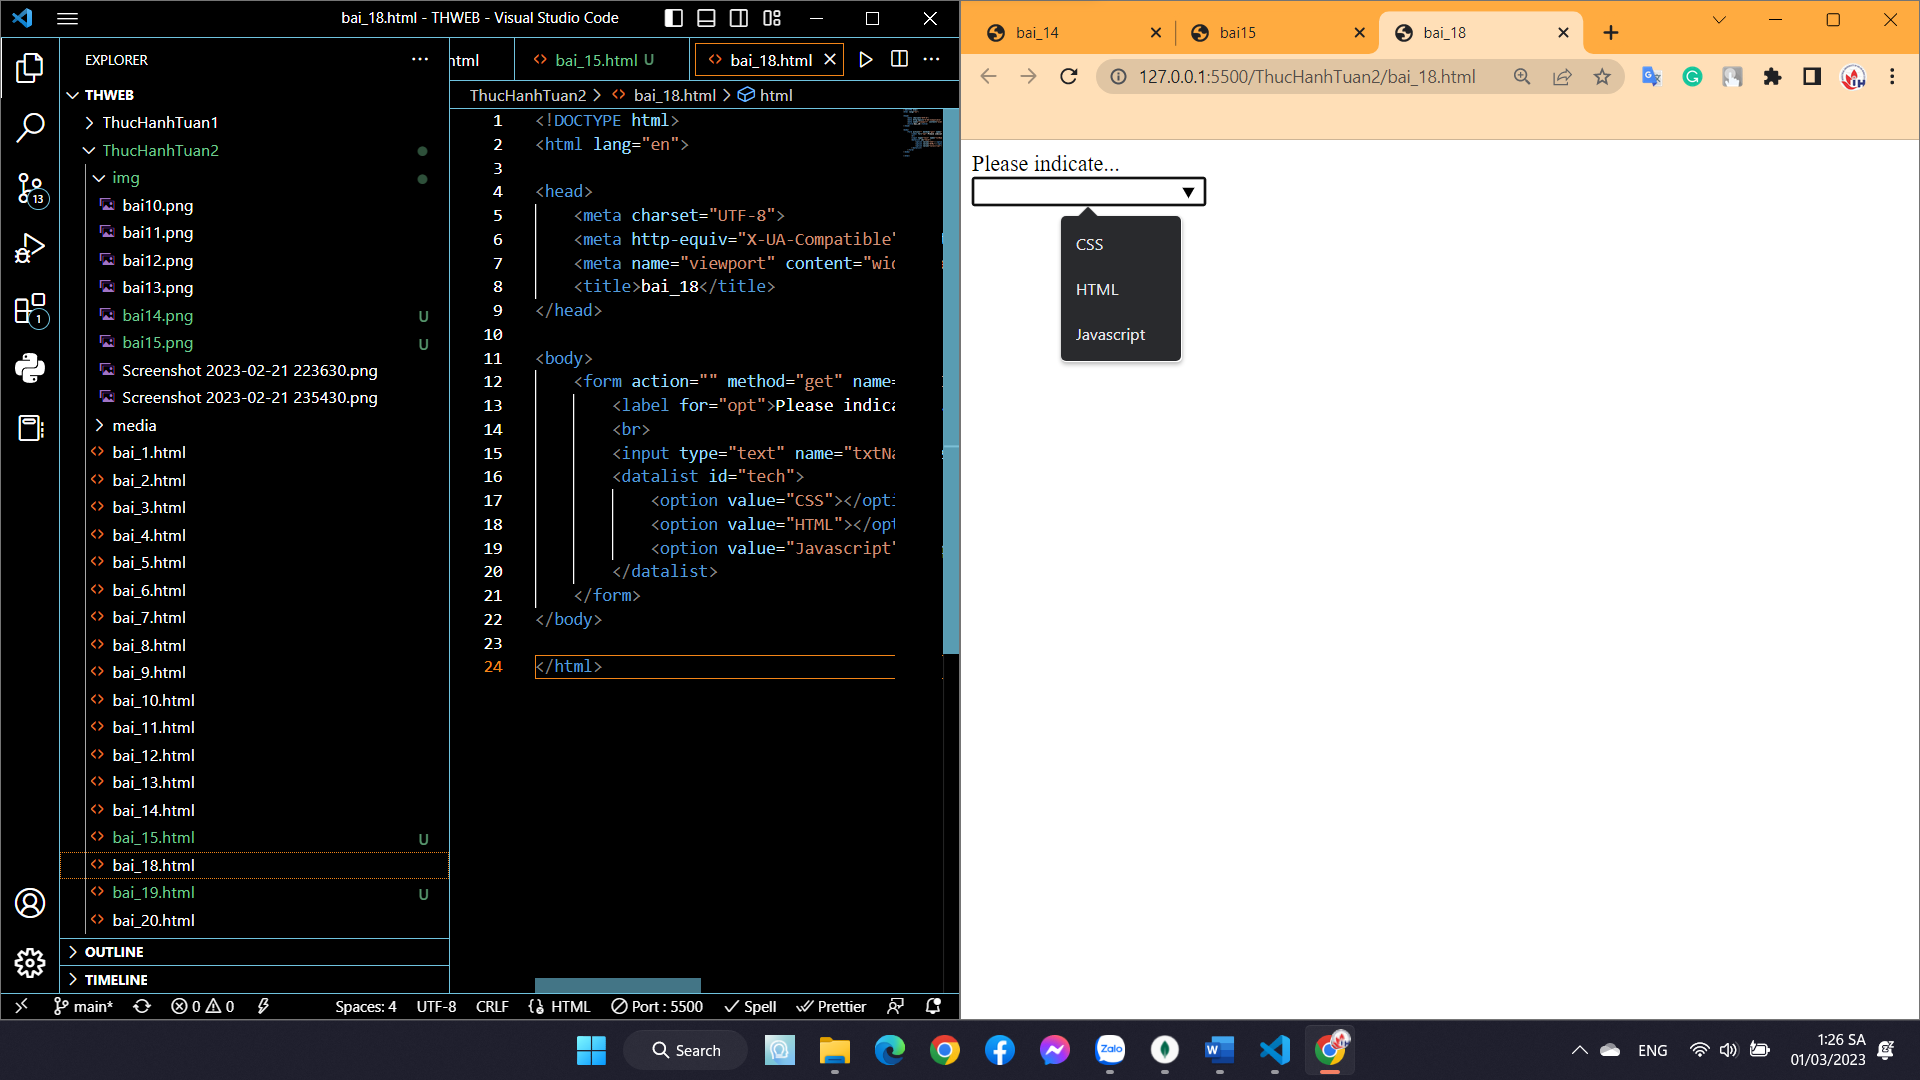 bai_18.html - THWEB - Visual Studio Code
EXPLORER
THWEB
ThucHanhTuan1
ThucHanhTuan2
img
bai10.png
bai11.png
bai12.png
bai13.png
bai14.png U
bai15.png U
Screenshot 2023-02-21 223630.png
Screenshot 2023-02-21 235430.png
media
bai_1.html
bai_2.html
bai_3.html
bai_4.html
bai_5.html
bai_6.html
bai_7.html
bai_8.html
bai_9.html
bai_10.html
bai_11.html
bai_12.html
bai_13.html
bai_14.html
bai_15.html U
bai_18.html
bai_19.html U
bai_20.html
OUTLINE
TIMELINE
13
1
html bai_15.html U bai_18.html
ThucHanhTuan2 > bai_18.html > html
1 <!DOCTYPE html>
2 <html lang="en">
3
4 <head>
5 <meta charset="UTF-8">
6 <meta http-equiv="X-UA-Compatible"
7 <meta name="viewport" content="wid
8 <title>bai_18</title>
9 </head>
10
11 <body>
12 <form action="" method="get" name=
13 <label for="opt">Please indica
14 <br>
15 <input type="text" name="txtNa
16 <datalist id="tech">
17 <option value="CSS"></opti
18 <option value="HTML"></opt
19 <option value="Javascript"
20 </datalist>
21 </form>
22 </body>
23
24 </html>
main* 0 0 Spaces: 4 UTF-8 CRLF HTML Port : 5500 Spell Prettier
bai_14 bai15 bai_18
127.0.0.1:5500/ThucHanhTuan2/bai_18.html
Please indicate...
CSS
HTML
Javascript
Search
Zalo
ENG
1:26 SA
01/03/2023